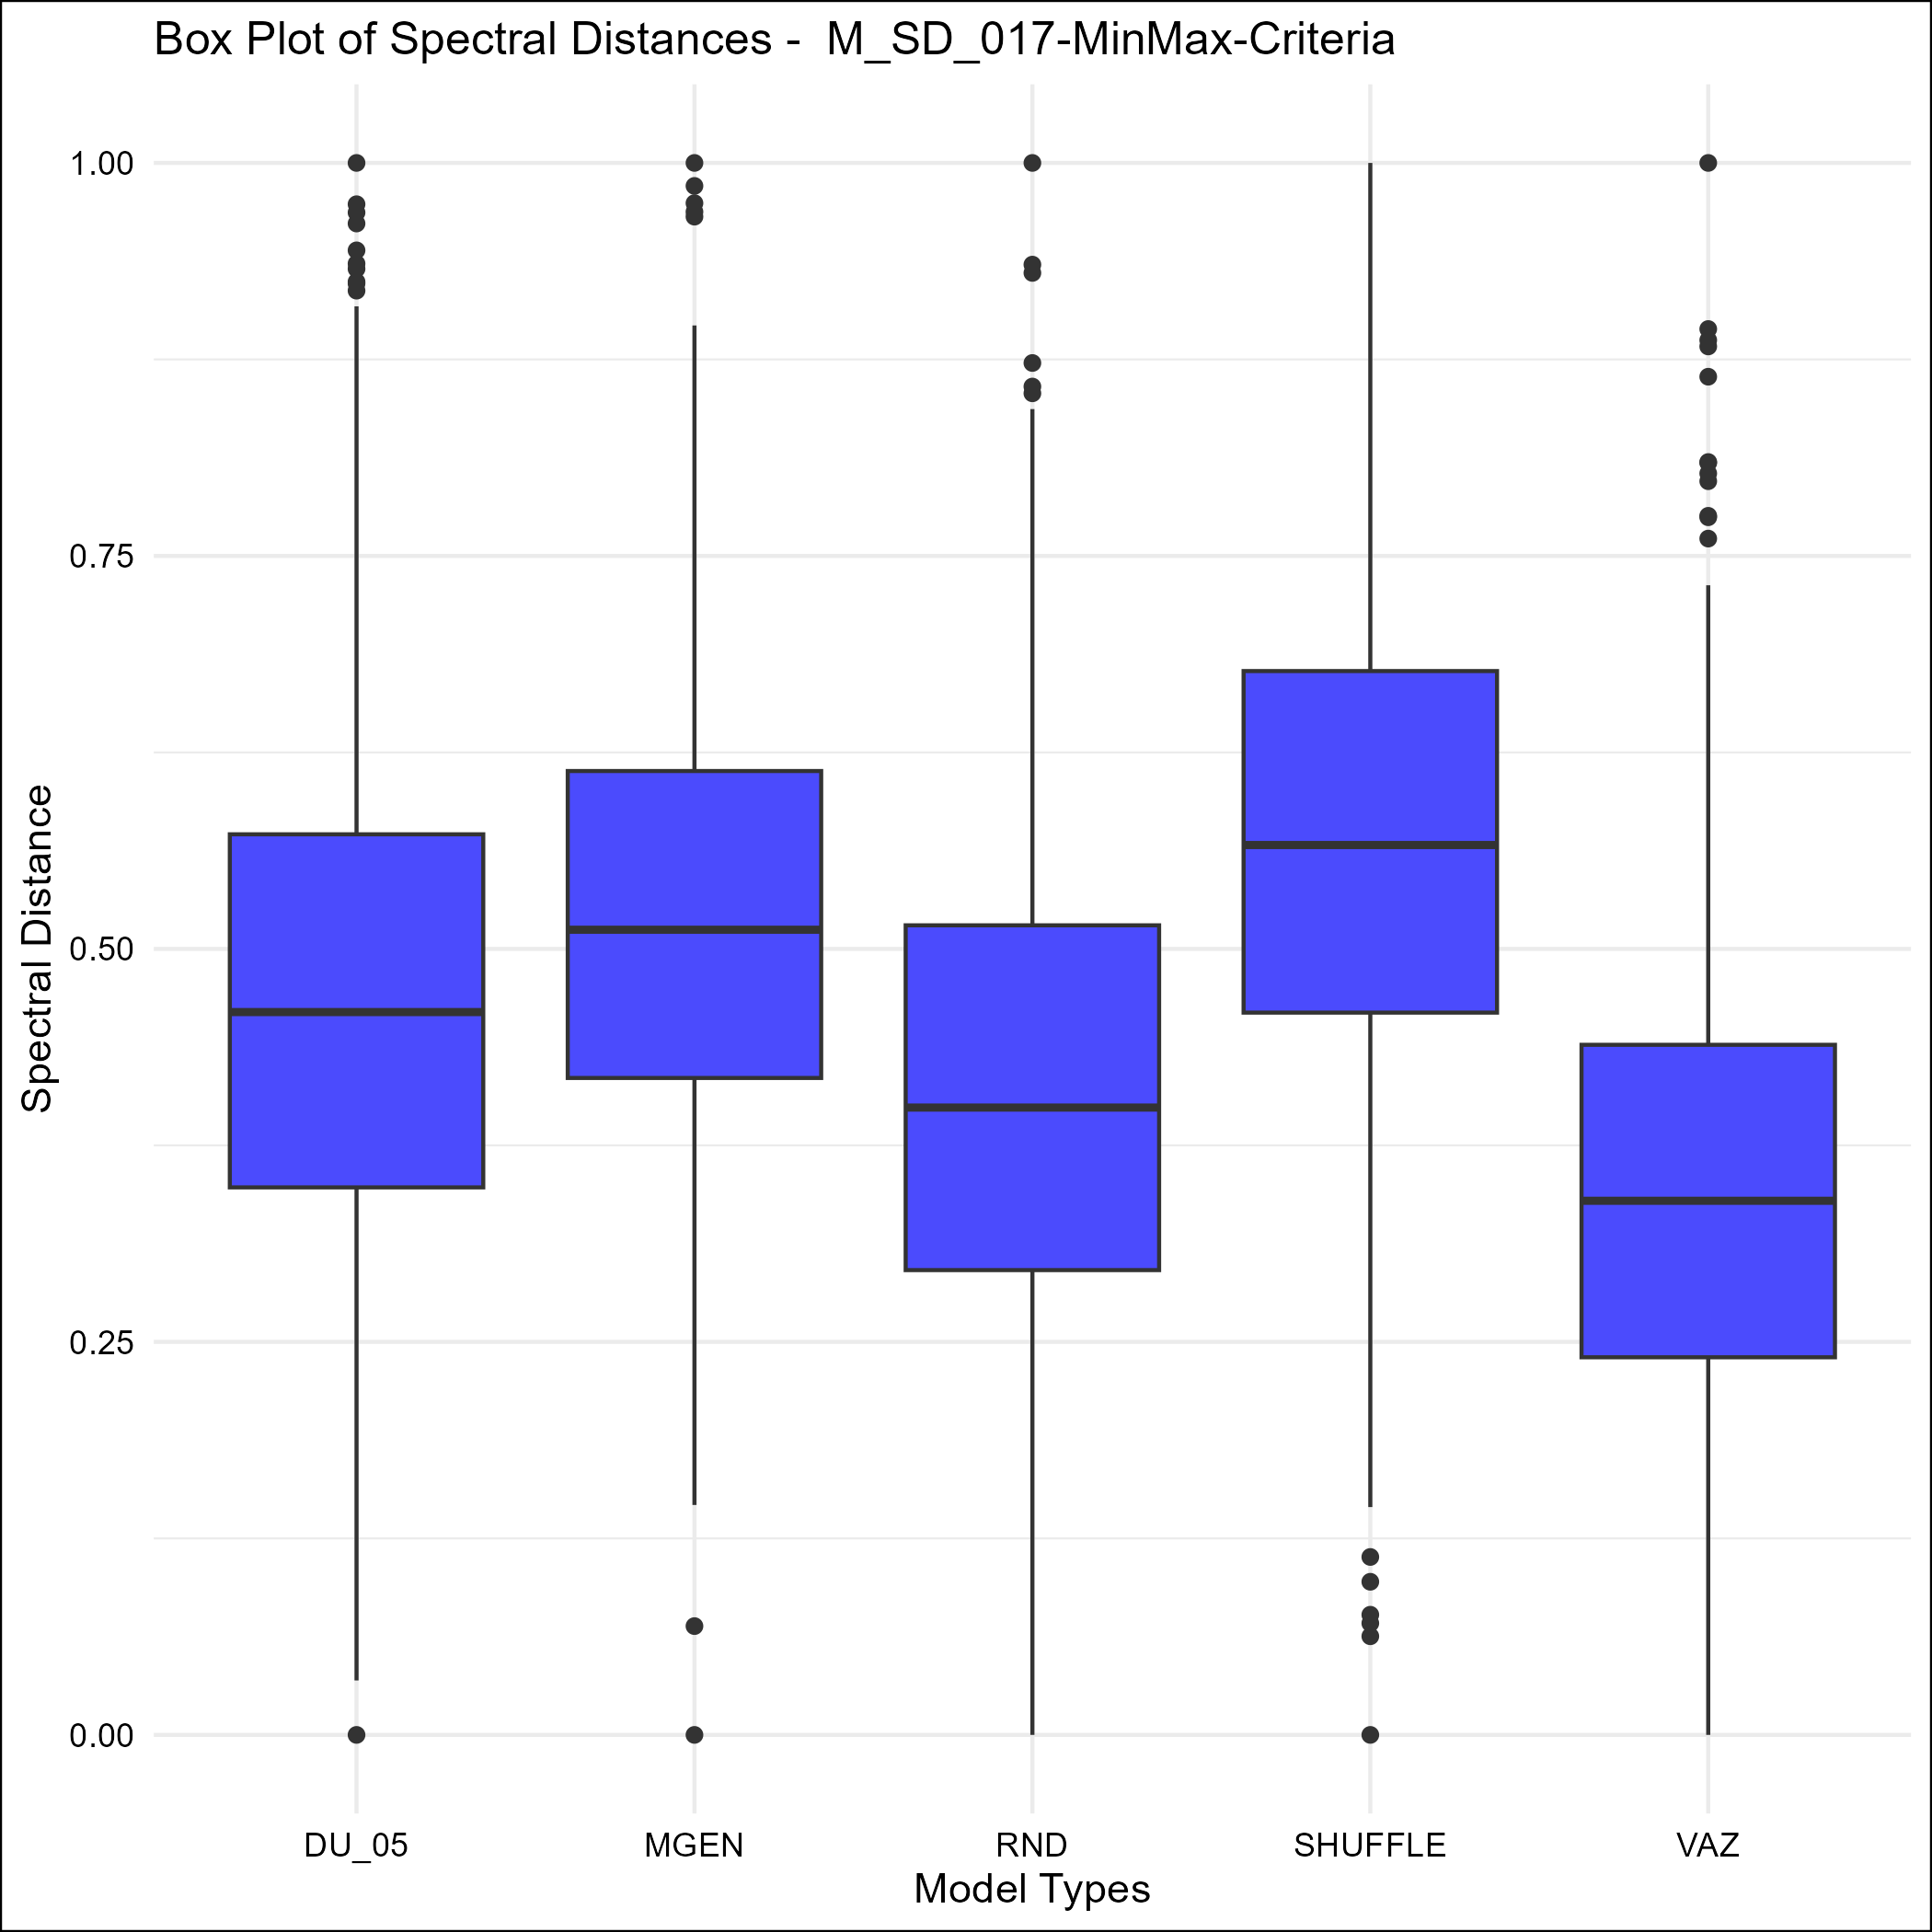 Box Plot of Spectral Distances -  M_SD_017-MinMax-Criteria
Spectral Distance
1.00
0.75
0.50
0.25
0.00
DU_05 MGEN RND SHUFFLE VAZ
Model Types